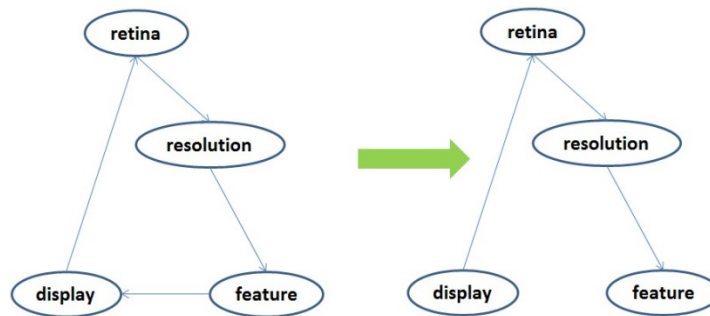 retina
resolution
display
feature
retina
resolution
display
feature